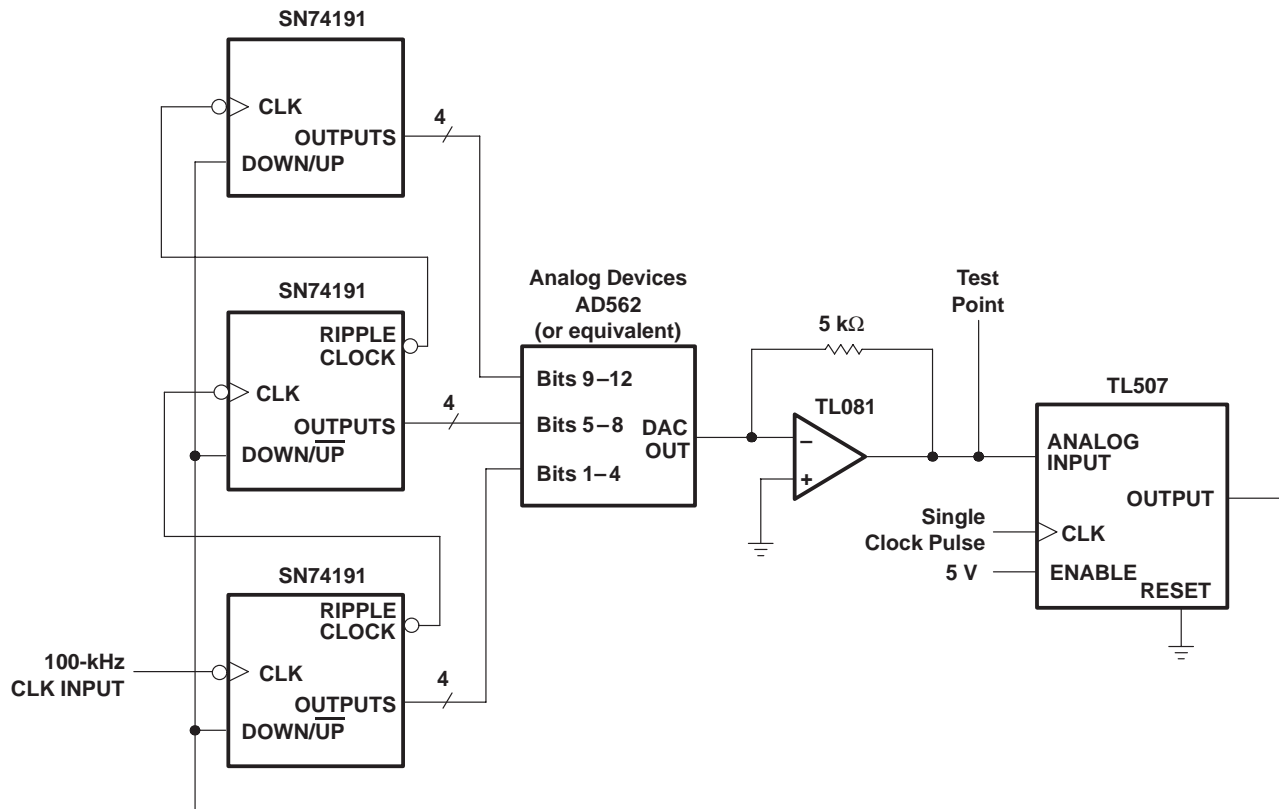 SN74191
CLK
OUTPUTS
DOWN/UP
4
SN74191
RIPPLE
CLOCK
CLK
OUTPUTS
DOWN/UP
4
SN74191
RIPPLE
CLOCK
CLK
OUTPUTS
DOWN/UP
4
100-kHz
CLK INPUT
Analog Devices
AD562
(or equivalent)
Bits 9–12
Bits 5–8
Bits 1–4
DAC
OUT
5 kΩ
TL081
–
+
Test
Point
TL507
ANALOG
INPUT
OUTPUT
CLK
ENABLE
RESET
Single
Clock Pulse
5 V